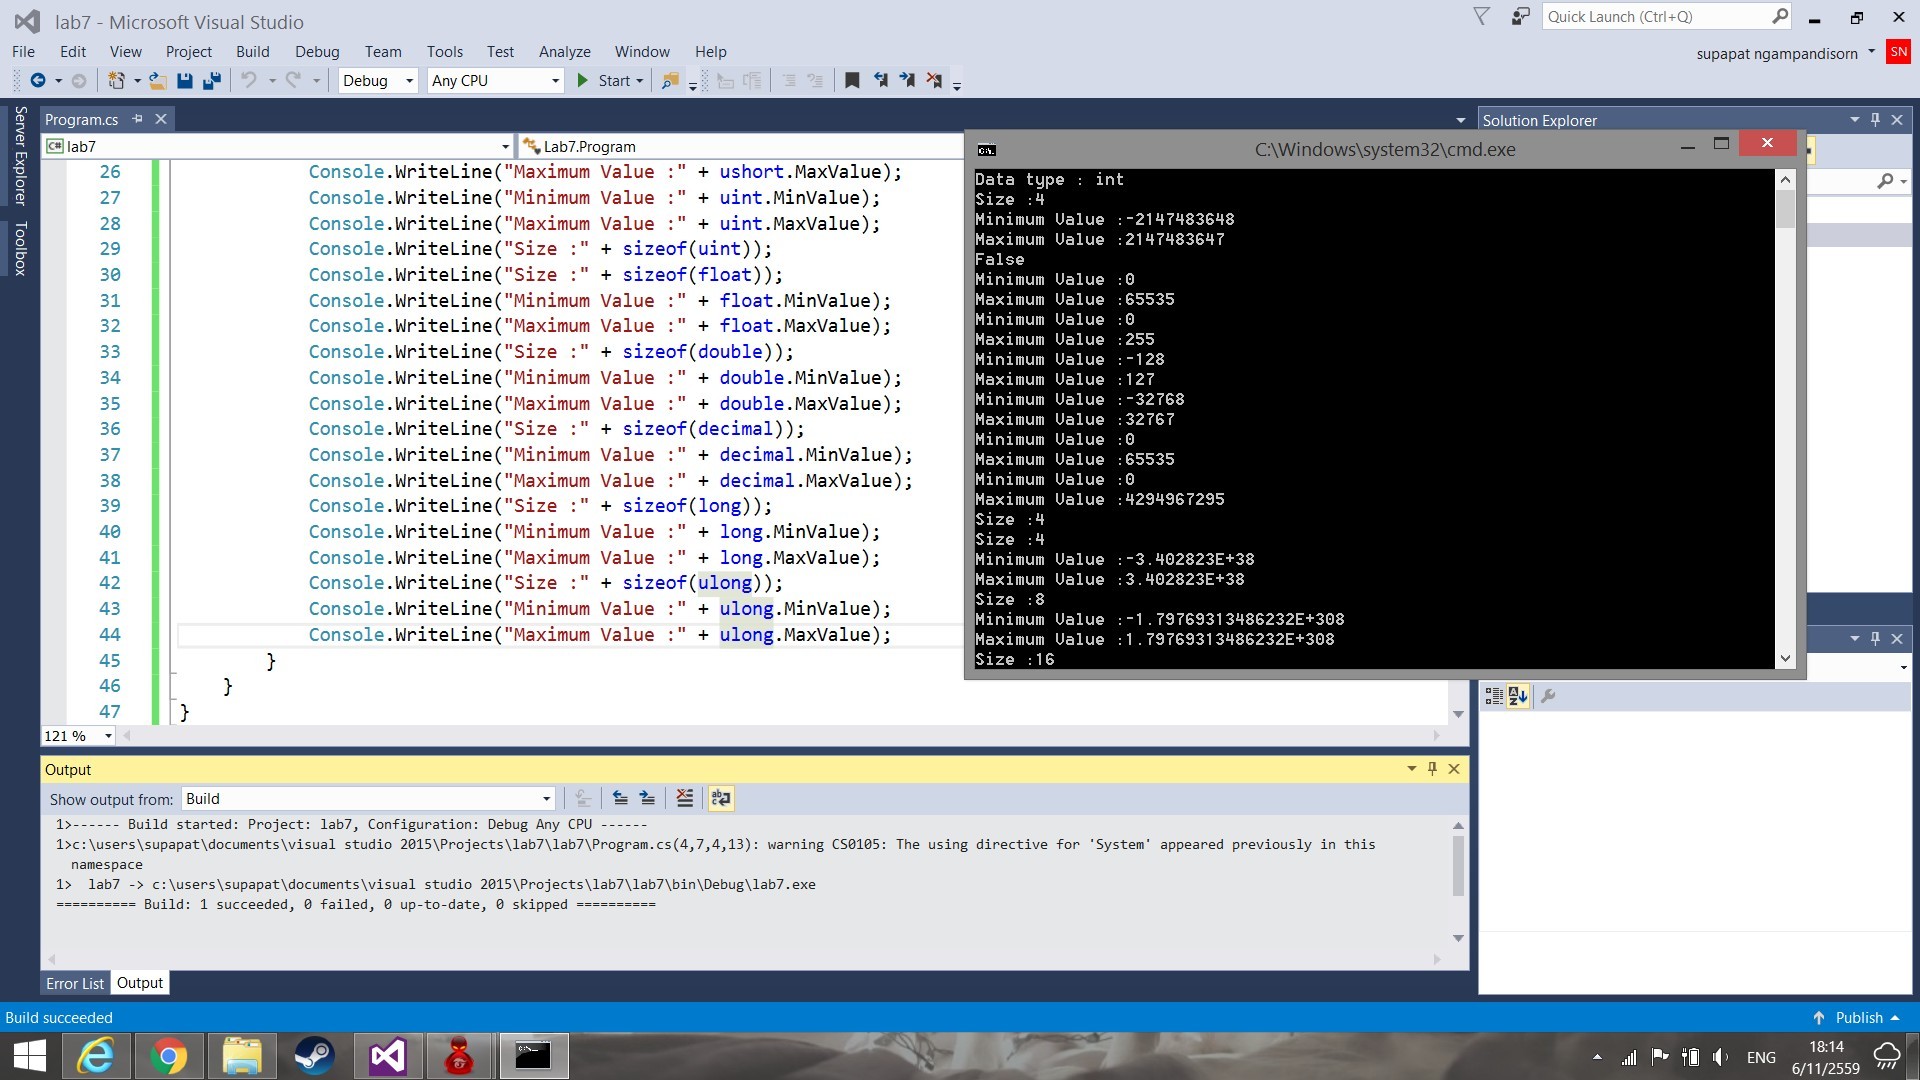 lab7 - Microsoft Visual Studio
Quick Launch (Ctrl+Q)
File Edit View Project Build Debug Team Tools Test Analyze Window Help
supapat ngampandisorn SN
Debug Any CPU Start
Server Explorer
Toolbox
Program.cs
C# lab7
Lab7.Program
26 Console.WriteLine("Maximum Value :" + ushort.MaxValue);
27 Console.WriteLine("Minimum Value :" + uint.MinValue);
28 Console.WriteLine("Maximum Value :" + uint.MaxValue);
29 Console.WriteLine("Size :" + sizeof(uint));
30 Console.WriteLine("Size :" + sizeof(float));
31 Console.WriteLine("Minimum Value :" + float.MinValue);
32 Console.WriteLine("Maximum Value :" + float.MaxValue);
33 Console.WriteLine("Size :" + sizeof(double));
34 Console.WriteLine("Minimum Value :" + double.MinValue);
35 Console.WriteLine("Maximum Value :" + double.MaxValue);
36 Console.WriteLine("Size :" + sizeof(decimal));
37 Console.WriteLine("Minimum Value :" + decimal.MinValue);
38 Console.WriteLine("Maximum Value :" + decimal.MaxValue);
39 Console.WriteLine("Size :" + sizeof(long));
40 Console.WriteLine("Minimum Value :" + long.MinValue);
41 Console.WriteLine("Maximum Value :" + long.MaxValue);
42 Console.WriteLine("Size :" + sizeof(ulong));
43 Console.WriteLine("Minimum Value :" + ulong.MinValue);
44 Console.WriteLine("Maximum Value :" + ulong.MaxValue);
45 }
46 }
47 }
121 %
Solution Explorer
C:\Windows\system32\cmd.exe
Data type : int
Size :4
Minimum Value :-2147483648
Maximum Value :2147483647
False
Minimum Value :0
Maximum Value :65535
Minimum Value :0
Maximum Value :255
Minimum Value :-128
Maximum Value :127
Minimum Value :-32768
Maximum Value :32767
Minimum Value :0
Maximum Value :65535
Minimum Value :0
Maximum Value :4294967295
Size :4
Size :4
Minimum Value :-3.402823E+38
Maximum Value :3.402823E+38
Size :8
Minimum Value :-1.79769313486232E+308
Maximum Value :1.79769313486232E+308
Size :16
Output
Show output from: Build
1>------ Build started: Project: lab7, Configuration: Debug Any CPU ------
1>c:\users\supapat\documents\visual studio 2015\Projects\lab7\lab7\Program.cs(4,7,4,13): warning CS0105: The using directive for 'System' appeared previously in this
namespace
1>  lab7 -> c:\users\supapat\documents\visual studio 2015\Projects\lab7\lab7\bin\Debug\lab7.exe
========== Build: 1 succeeded, 0 failed, 0 up-to-date, 0 skipped ==========
Error List Output
Build succeeded
Publish
ENG
18:14
6/11/2559